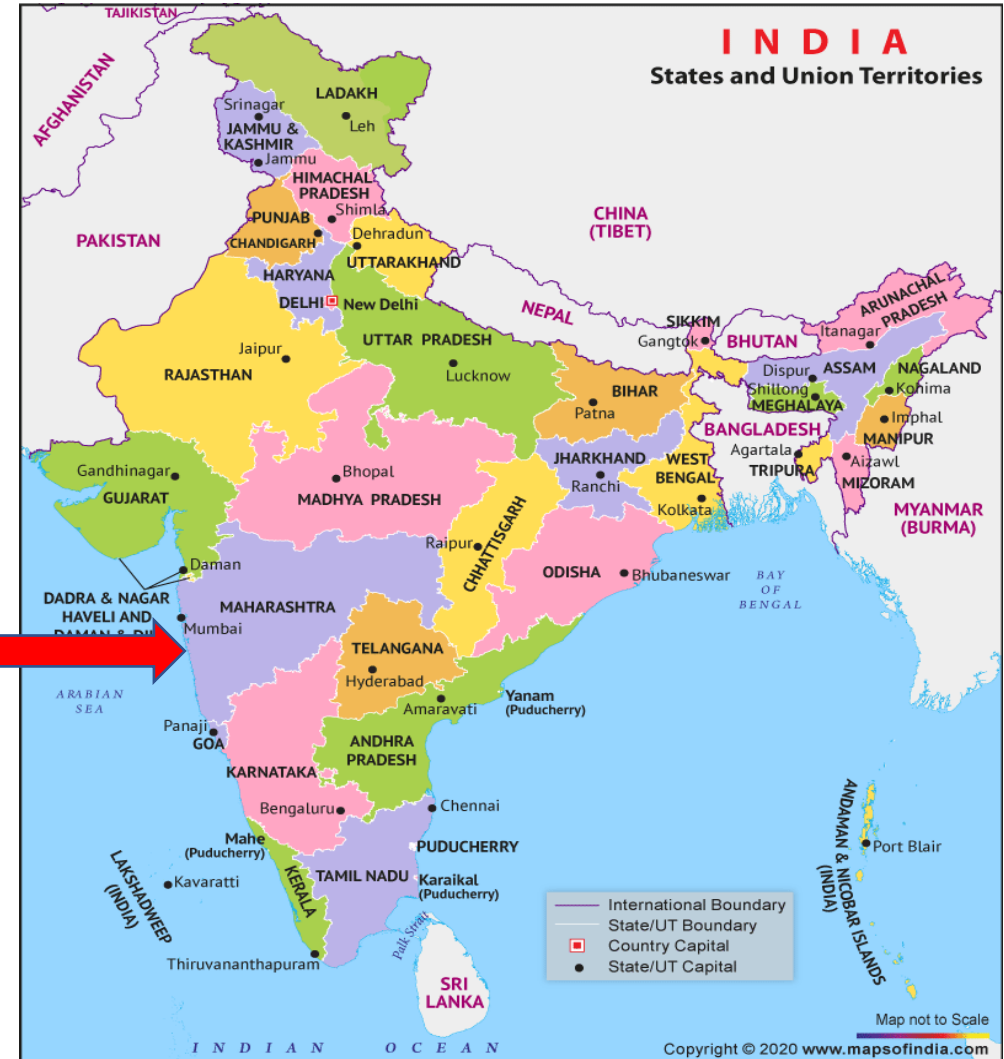 TAJIKISTAN
I N D I A
States and Union Territories
AFGHANISTAN
LADAKH
Srinagar
Leh
JAMMU &
KASHMIR
Jammu
HIMACHAL
PRADESH
Shimla
PUNJAB
CHANDIGARH
Dehradun
UTTARAKHAND
CHINA
(TIBET)
PAKISTAN
HARYANA
DELHI
New Delhi
NEPAL
ARUNACHAL
PRADESH
SIKKIM
Gangtok
BHUTAN
Itanagar
UTTAR PRADESH
Lucknow
Jaipur
RAJASTHAN
BIHAR
Patna
Dispur
ASSAM
NAGALAND
Shillong
Kohima
MEGHALAYA
Imphal
MANIPUR
BANGLADESH
Agartala
TRIPURA
Aizawl
MIZORAM
MYANMAR
(BURMA)
Gandhinagar
GUJARAT
Bhopal
MADHYA PRADESH
JHARKHAND
Ranchi
WEST
BENGAL
Kolkata
CHHATTISGARH
Raipur
ODISHA
Bhubaneswar
BAY
OF
BENGAL
Daman
DADRA & NAGAR
HAVELI AND
DAMAN & DIU
MAHARASHTRA
Mumbai
TELANGANA
Hyderabad
ARABIAN
SEA
Amaravati
Yanam
(Puducherry)
Panaji
GOA
ANDHRA
PRADESH
KARNATAKA
Bengaluru
Chennai
Mahe
(Puducherry)
PUDUCHERRY
KERALA
TAMIL NADU
Karaikal
(Puducherry)
LAKSHADWEEP
(INDIA)
Kavaratti
Thiruvananthapuram
Palk Strait
SRI
LANKA
ANDAMAN & NICOBAR ISLANDS
(INDIA)
Port Blair
International Boundary
State/UT Boundary
Country Capital
State/UT Capital
Map not to Scale
I N D I A N O C E A N
Copyright © 2020 www.mapsofindia.com